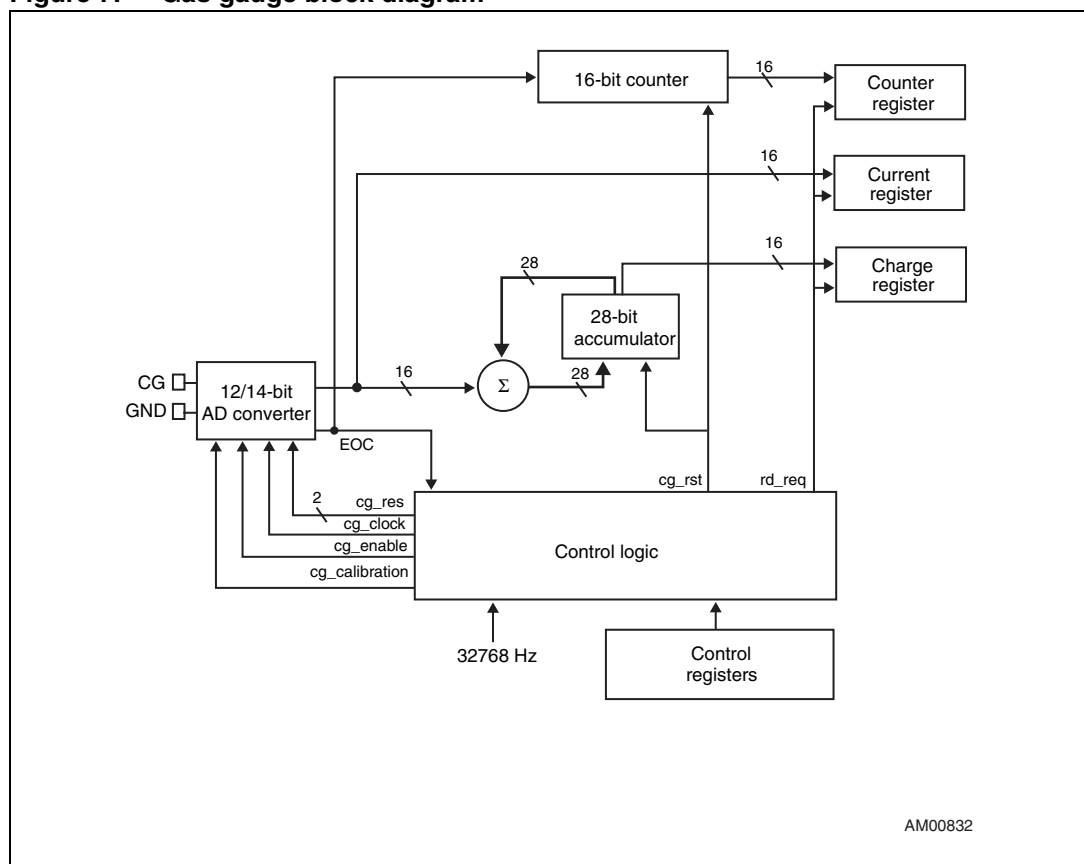 Figure
Gas gauge block diagram
16-bit counter
16
Counter
register
16
Current
register
16
Charge
register
28
28-bit
accumulator
CG
GND
12/14-bit
AD converter
16
Σ
28
EOC
cg_rst
rd_req
2
cg_res
cg_clock
cg_enable
cg_calibration
Control logic
32768 Hz
Control
registers
AM00832